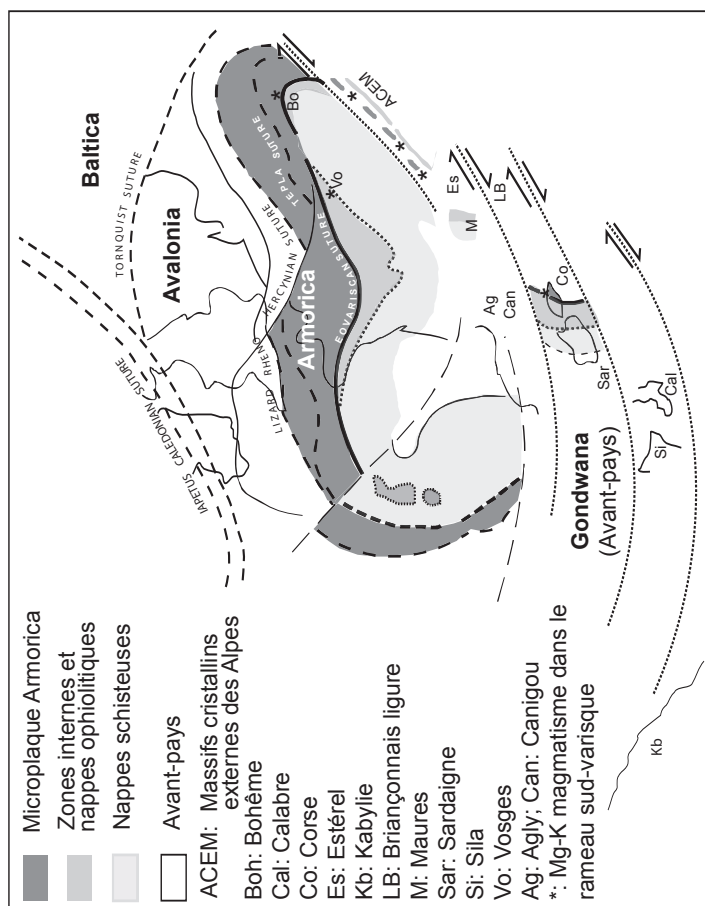 Microplaque Armorica
Zones internes et
nappes ophiolitiques
Nappes schisteuses
Avant-pays
ACEM: Massifs cristallins
externes des Alpes
Boh: Bohême
Cal: Calabre
Co: Corse
Es: Estérel
Kb: Kabylie
LB: Briançonnais ligure
M: Maures
Sar: Sardaigne
Si: Sila
Vo: Vosges
Ag: Agly; Can: Canigou
*: Mg-K magmatisme dans le
rameau sud-varisque
IAPETUS CALEDONIAN SUTURE
TORNQUIST SUTURE
Baltica
Avalonia
LIZARD RHENO HERCYNIAN SUTURE
TEPLA SUTURE
Armorica
EOVARISCAN SUTURE
*
Bo
*Vo
*
*
*
ACEM
Es
M
LB
Ag
Can
*
Co
Sar
Gondwana
(Avant-pays)
Si
Cal
Kb